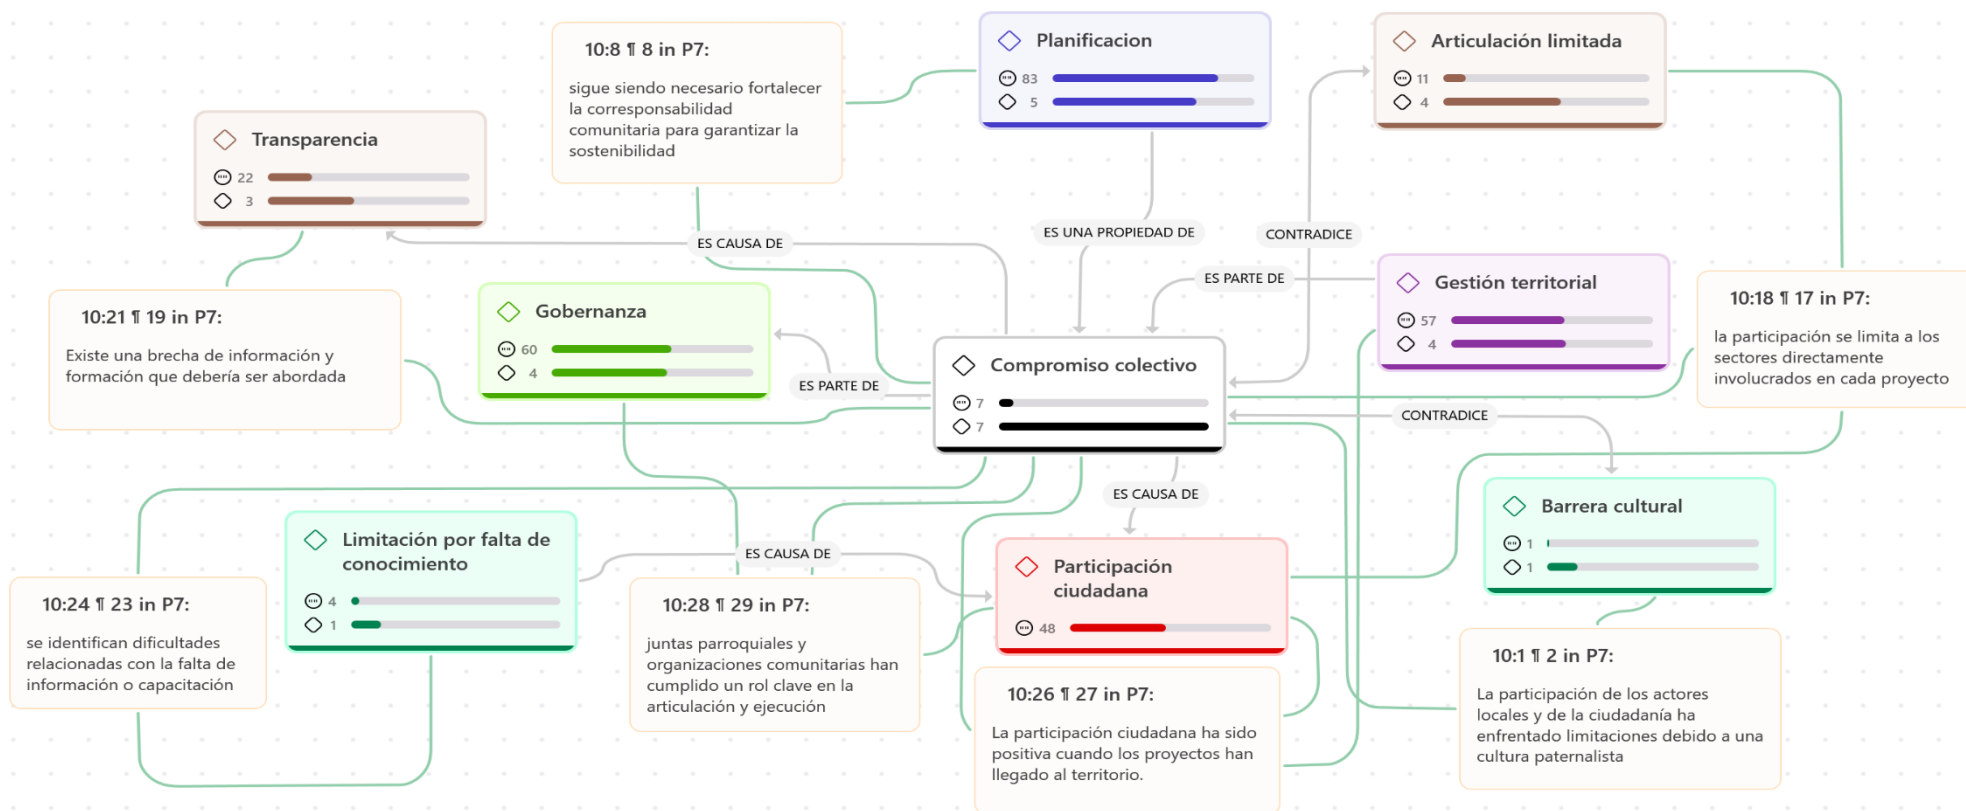 10:8 ¶ 8 in P7:
sigue siendo necesario fortalecer
la corresponsabilidad
comunitaria para garantizar la
sostenibilidad
Planificacion
83
5
Articulación limitada
11
4
Transparencia
22
3
ES CAUSA DE
ES UNA PROPIEDAD DE
CONTRADICE
ES PARTE DE
Gestión territorial
57
4
10:18 ¶ 17 in P7:
la participación se limita a los
sectores directamente
involucrados en cada proyecto
10:21 ¶ 19 in P7:
Existe una brecha de información y
formación que debería ser abordada
Gobernanza
60
4
ES PARTE DE
Compromiso colectivo
7
7
CONTRADICE
ES CAUSA DE
Barrera cultural
1
1
Limitación por falta de
conocimiento
4
1
ES CAUSA DE
Participación
ciudadana
48
10:24 ¶ 23 in P7:
se identifican dificultades
relacionadas con la falta de
información o capacitación
10:28 ¶ 29 in P7:
juntas parroquiales y
organizaciones comunitarias han
cumplido un rol clave en la
articulación y ejecución
10:26 ¶ 27 in P7:
La participación ciudadana ha sido
positiva cuando los proyectos han
llegado al territorio.
10:1 ¶ 2 in P7:
La participación de los actores
locales y de la ciudadanía ha
enfrentado limitaciones debido a una
cultura paternalista